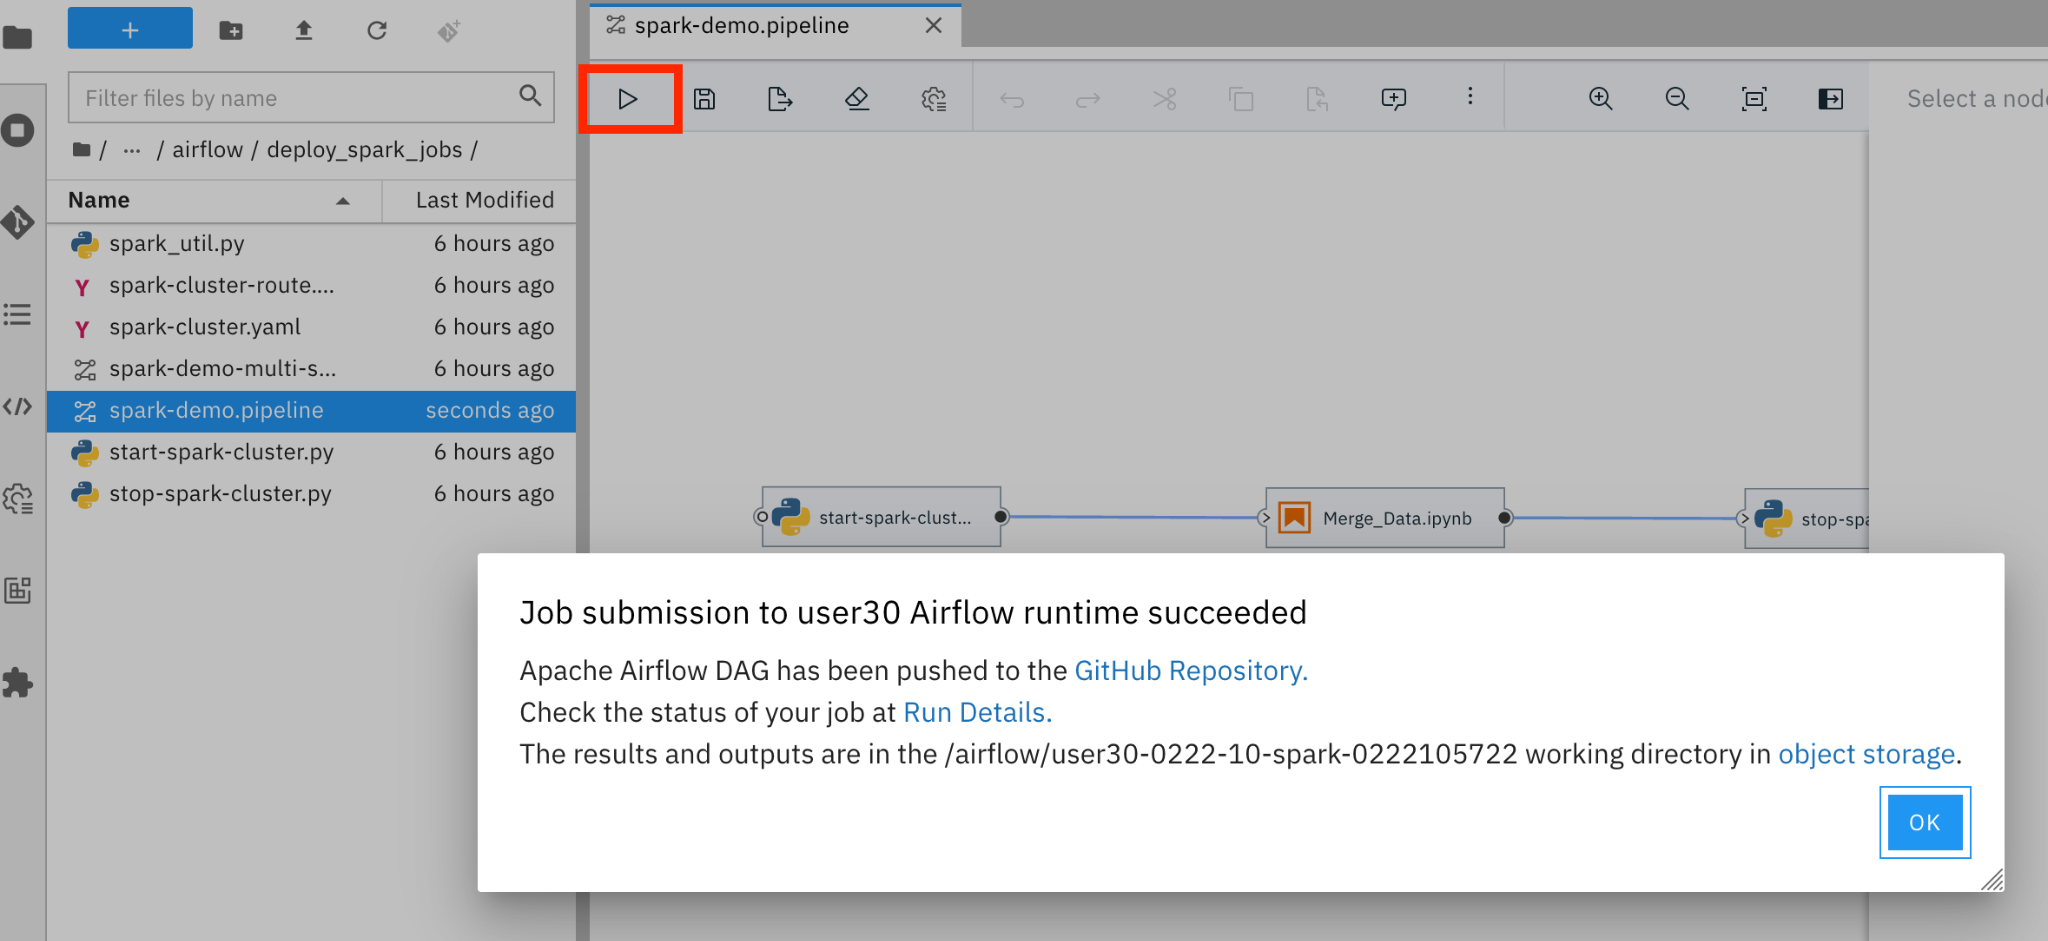 +
spark-demo.pipeline
Filter files by name
Select a node
/ ... / airflow / deploy_spark_jobs /
Name Last Modified
spark_util.py 6 hours ago
Y spark-cluster-route.... 6 hours ago
Y spark-cluster.yaml 6 hours ago
spark-demo-multi-s... 6 hours ago
spark-demo.pipeline seconds ago
start-spark-cluster.py 6 hours ago
stop-spark-cluster.py 6 hours ago
start-spark-clust...
Merge_Data.ipynb
stop-spa
Job submission to user30 Airflow runtime succeeded
Apache Airflow DAG has been pushed to the GitHub Repository.
Check the status of your job at Run Details.
The results and outputs are in the /airflow/user30-0222-10-spark-0222105722 working directory in object storage.
OK